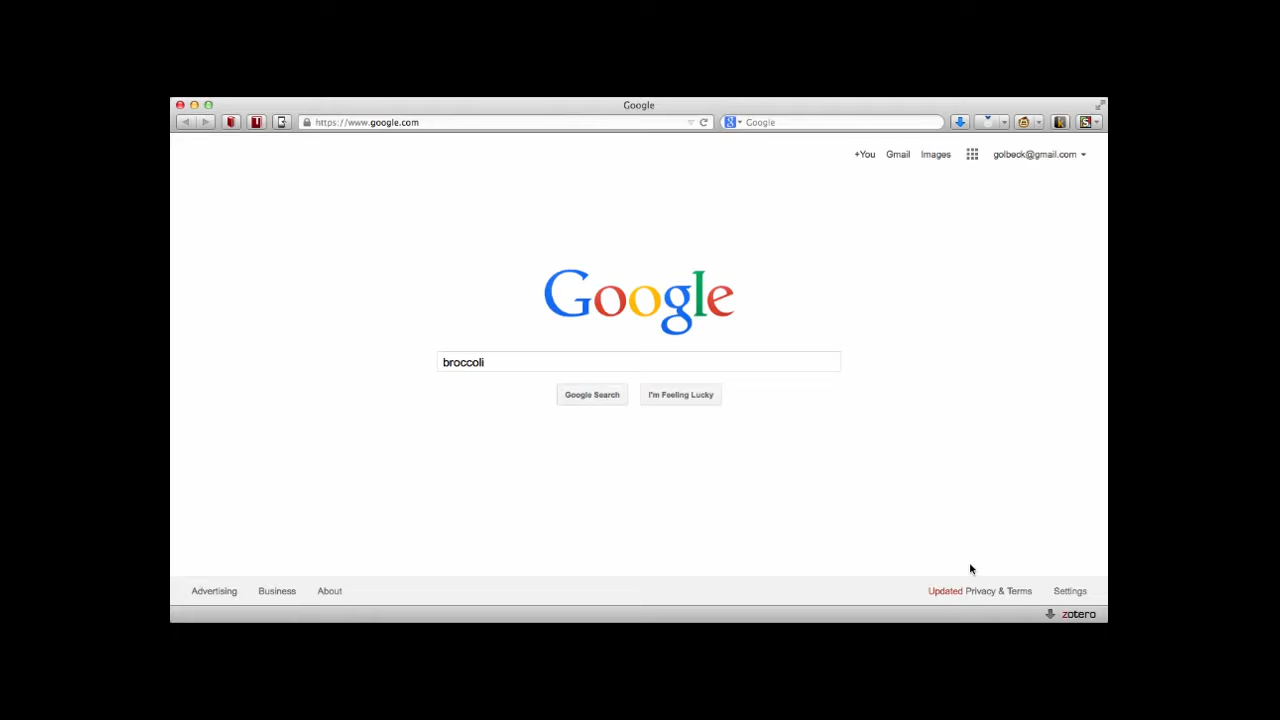 Google
https://www.google.com
Google
+You Gmail Images golbeck@gmail.com
Google
broccoli
Google Search I'm Feeling Lucky
Advertising Business About Updated Privacy & Terms Settings
zotero